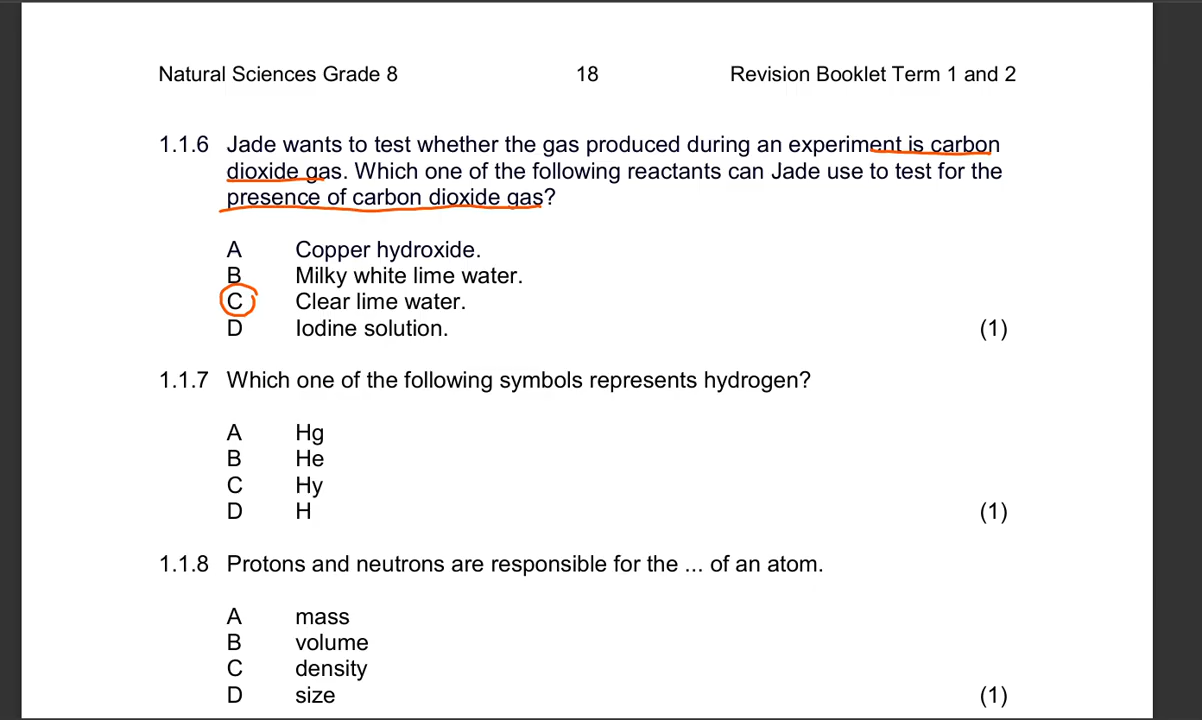 Natural Sciences Grade 8 18 Revision Booklet Term 1 and 2
1.1.6 Jade wants to test whether the gas produced during an experiment is carbon
dioxide gas. Which one of the following reactants can Jade use to test for the
presence of carbon dioxide gas?
A Copper hydroxide.
B Milky white lime water.
C Clear lime water.
D Iodine solution. (1)
1.1.7 Which one of the following symbols represents hydrogen?
A Hg
B He
C Hy
D H (1)
1.1.8 Protons and neutrons are responsible for the ... of an atom.
A mass
B volume
C density
D size (1)